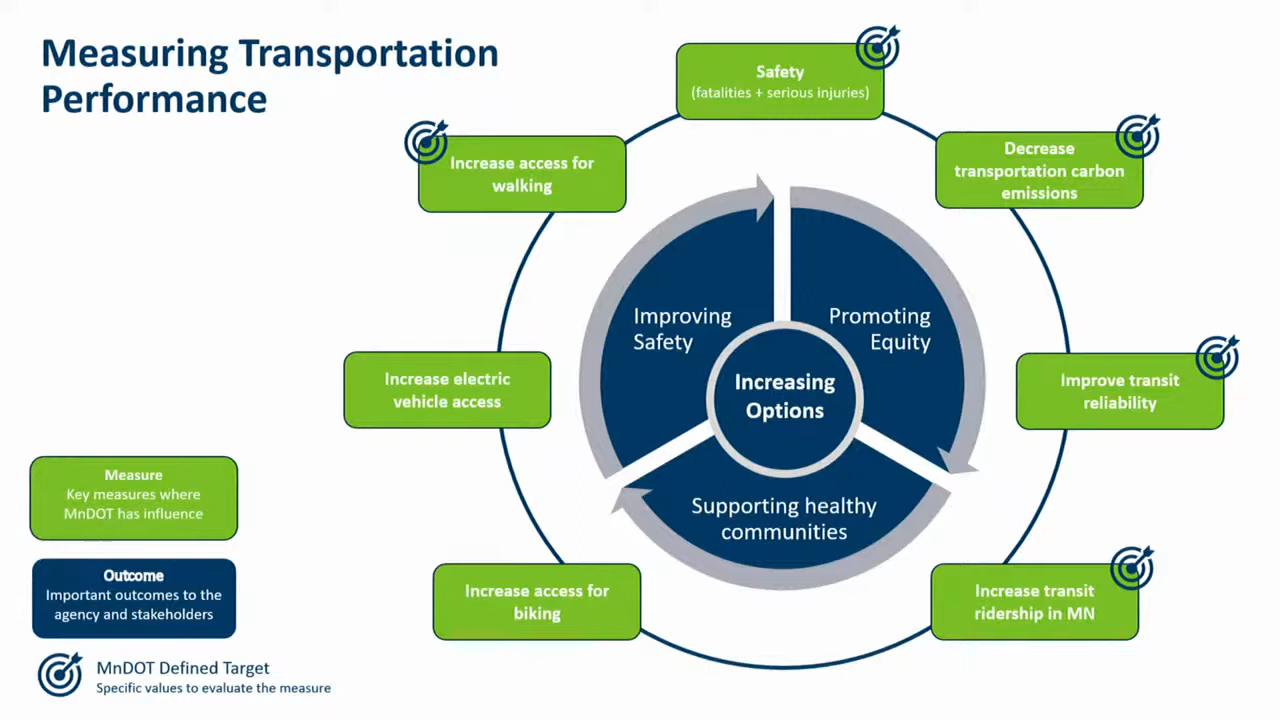 Measuring Transportation
Performance
Safety
(fatalities + serious injuries)
Increase access for
walking
Decrease
transportation carbon
emissions
Improving
Safety
Promoting
Equity
Increasing
Options
Increase electric
vehicle access
Improve transit
reliability
Supporting healthy
communities
Increase access for
biking
Increase transit
ridership in MN
Measure
Key measures where
MnDOT has influence
Outcome
Important outcomes to the
agency and stakeholders
MnDOT Defined Target
Specific values to evaluate the measure